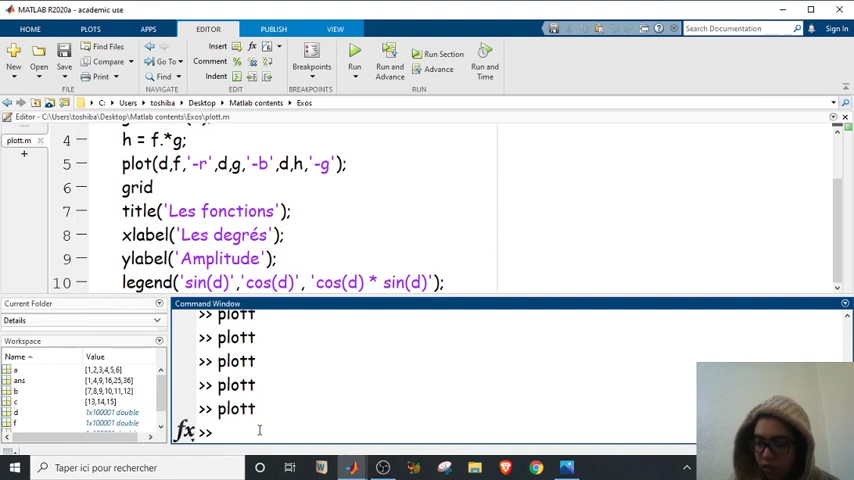 MATLAB R2020a - academic use
HOME PLOTS APPS EDITOR PUBLISH VIEW
Search Documentation
Sign In
New Open Save
Find Files
Compare
Print
Go To
Find
Insert
Comment
Indent
Breakpoints
Run
Run and Advance
Run Section
Advance
Run and Time
FILE NAVIGATE EDIT BREAKPOINTS RUN
C: Users toshiba Desktop Matlab contents Exos
Editor - C:\Users\toshiba\Desktop\Matlab contents\Exos\plott.m
plott.m
4 h = f.*g;
5 plot(d,f,'-r',d,g,'-b',d,h,'-g');
6 grid
7 title('Les fonctions');
8 xlabel('Les degrés');
9 ylabel('Amplitude');
10 legend('sin(d)','cos(d)', 'cos(d) * sin(d)');
Current Folder
Details
Workspace
Name Value
a [1,2,3,4,5,6]
ans [1,4,9,16,25,36]
b [7,8,9,10,11,12]
c [13,14,15]
d 1x100001 double
f 1x100001 double
Command Window
>> plott
>> plott
>> plott
>> plott
>> plott
fx >>
Taper ici pour rechercher